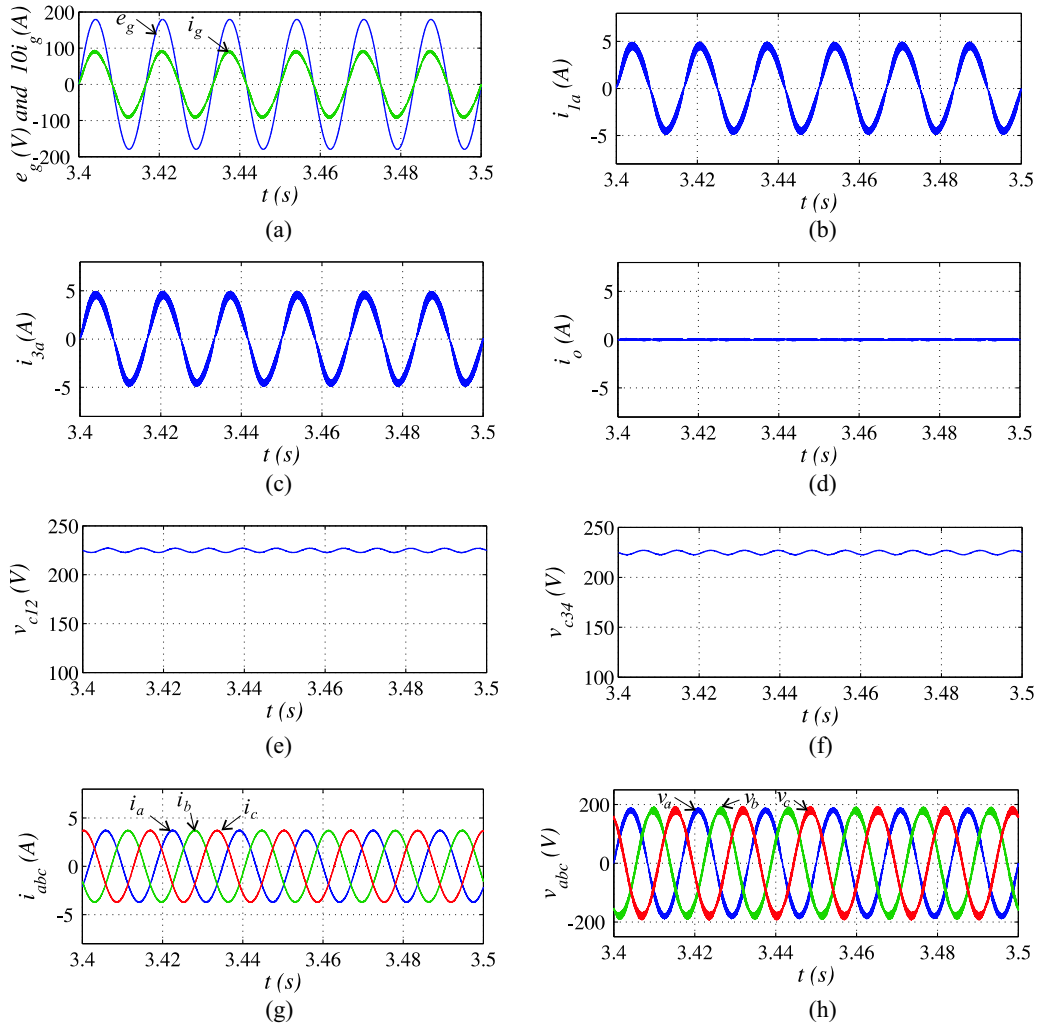 e_g (V) and 10i_g (A)
200
100
0
-100
-200
e_g
i_g
3.4 3.42 3.44 3.46 3.48 3.5
t (s)
(a)
i_1a (A)
5
0
-5
3.4 3.42 3.44 3.46 3.48 3.5
t (s)
(b)
i_3a (A)
5
0
-5
3.4 3.42 3.44 3.46 3.48 3.5
t (s)
(c)
i_o (A)
5
0
-5
3.4 3.42 3.44 3.46 3.48 3.5
t (s)
(d)
v_c12 (V)
250
200
150
100
3.4 3.42 3.44 3.46 3.48 3.5
t (s)
(e)
v_c34 (V)
250
200
150
100
3.4 3.42 3.44 3.46 3.48 3.5
t (s)
(f)
i_abc (A)
5
0
-5
i_a i_b i_c
3.4 3.42 3.44 3.46 3.48 3.5
t (s)
(g)
v_abc (V)
200
0
-200
v_a v_b v_c
3.4 3.42 3.44 3.46 3.48 3.5
t (s)
(h)